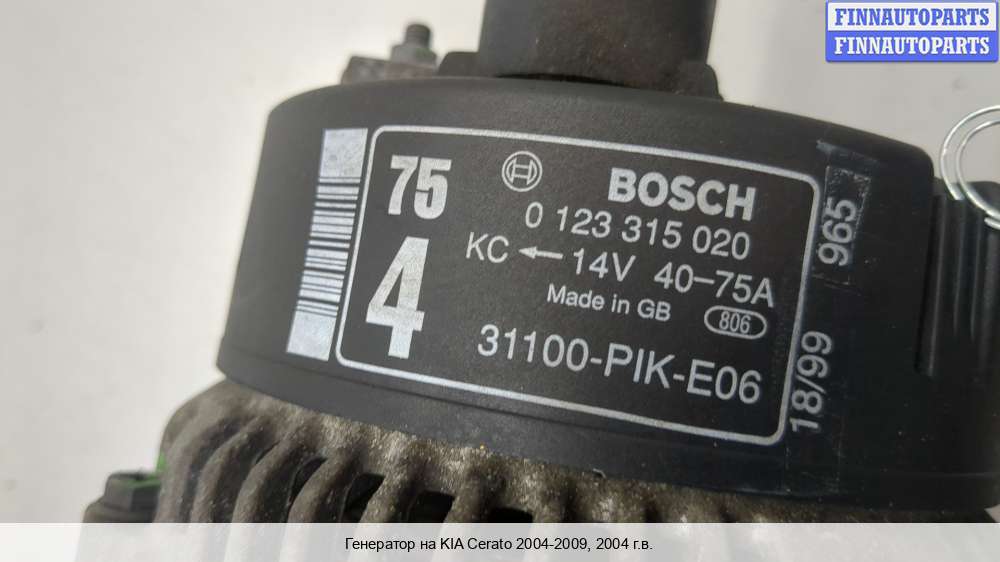 FINNAUTOPARTS
FINNAUTOPARTS
75
4
BOSCH
0 123 315 020
KC ← 14V 40-75A
Made in GB 806
31100-PIK-E06
965
18/99
Генератор на KIA Cerato 2004-2009, 2004 г.в.